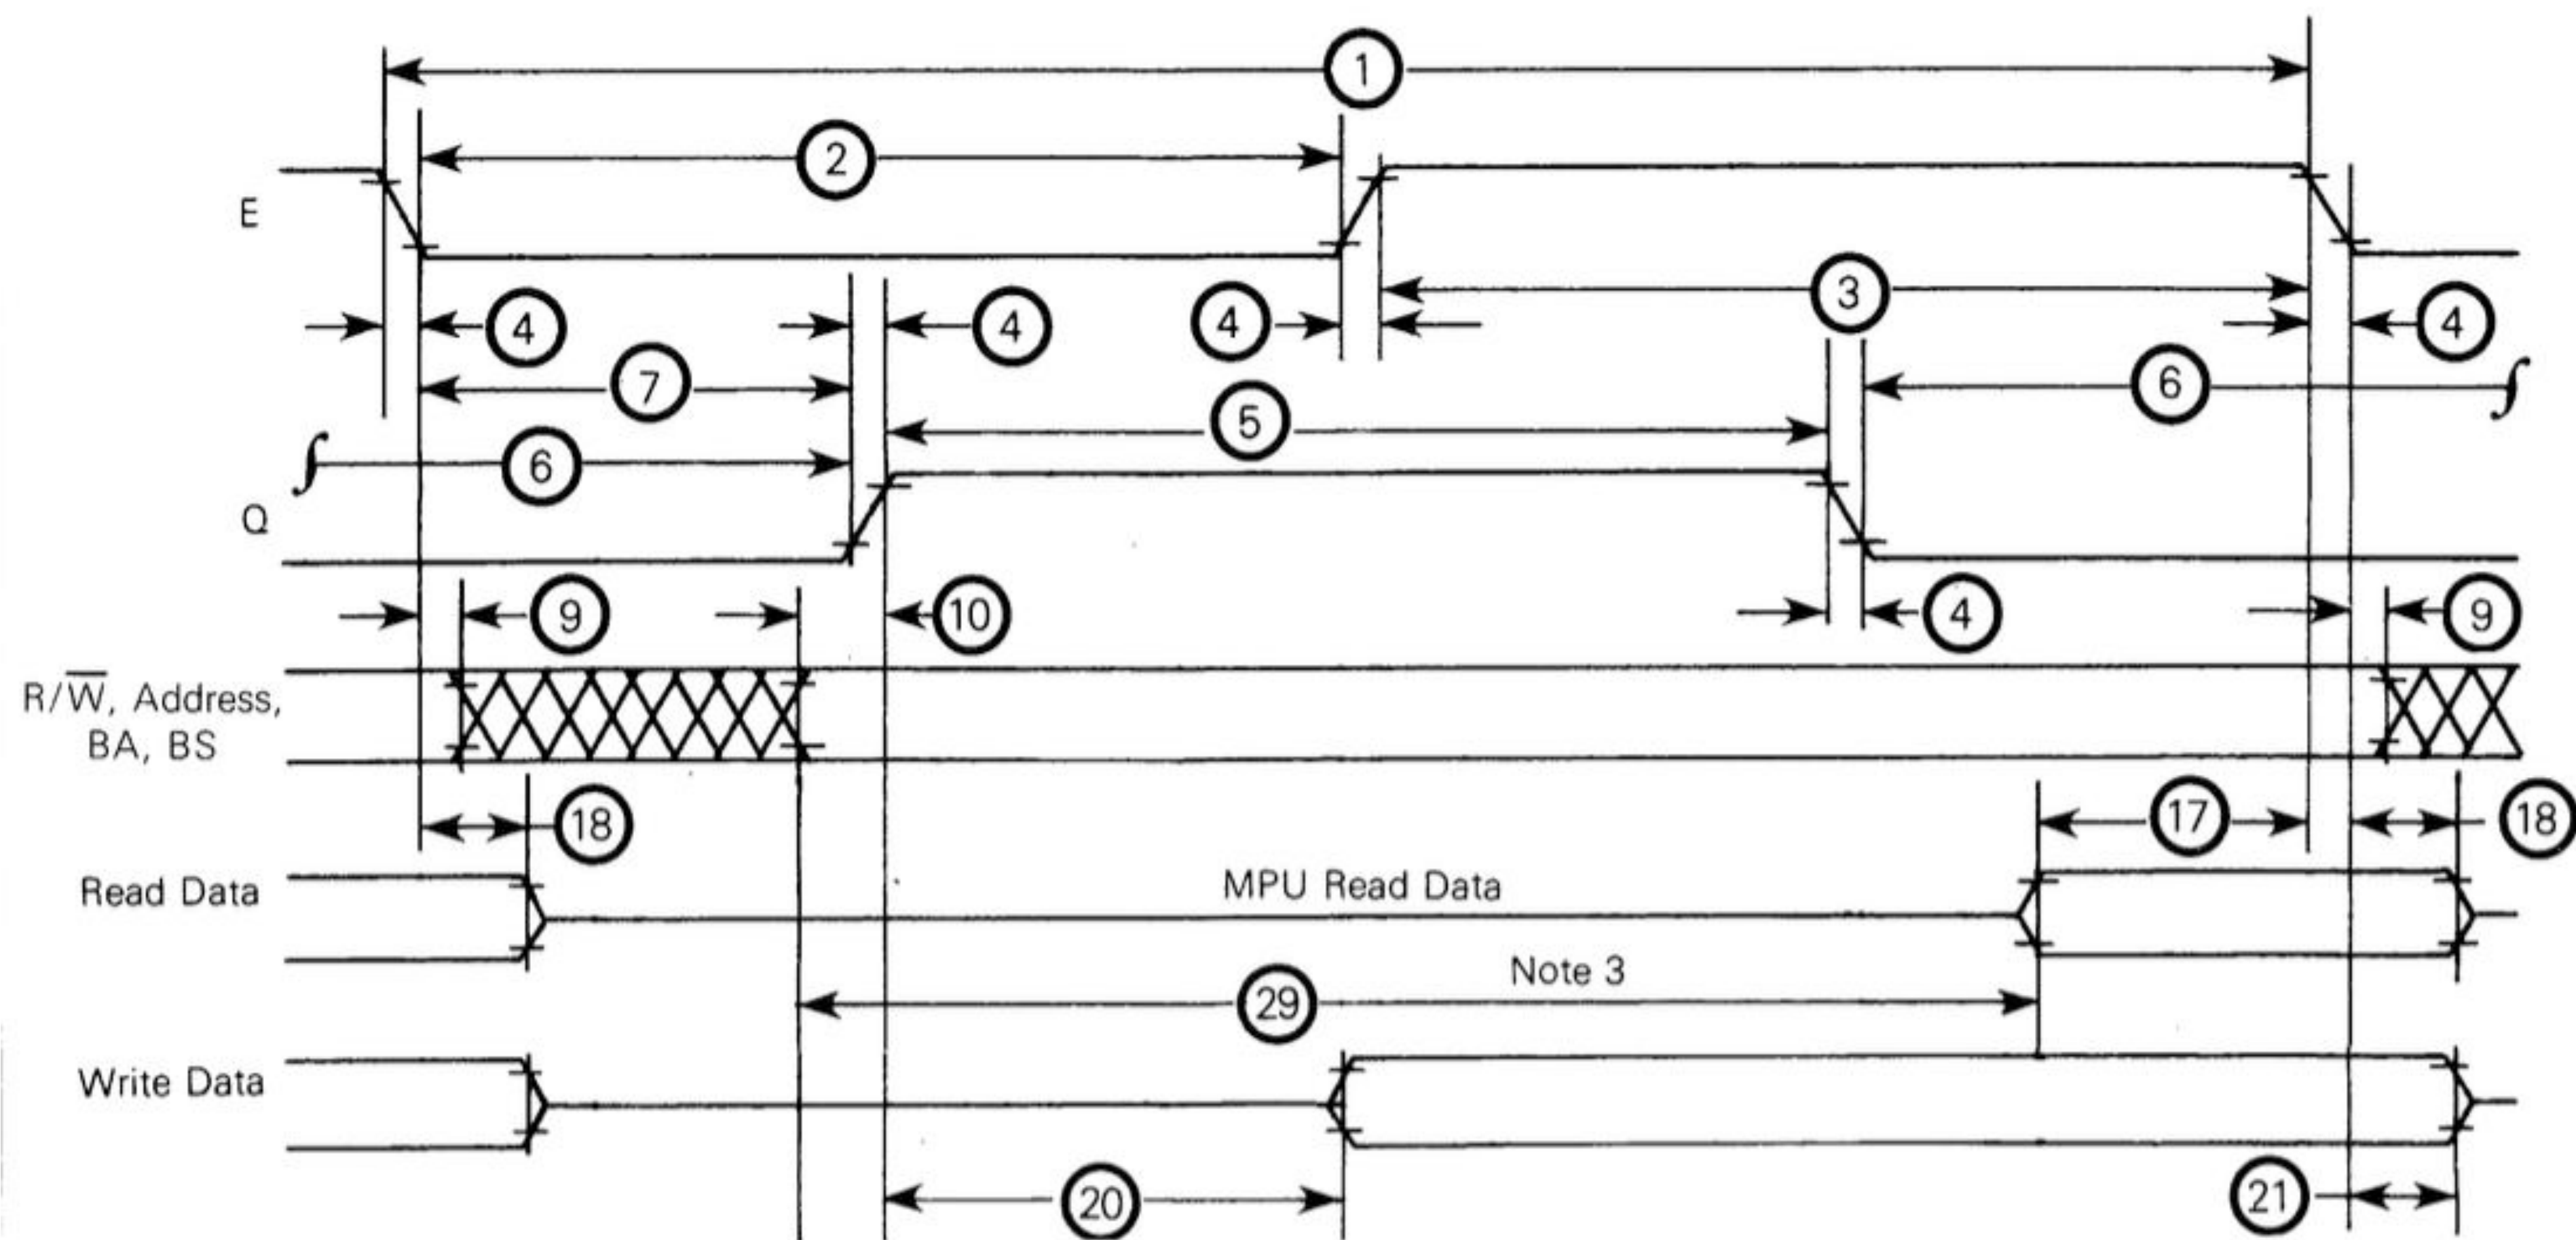 1
2
E
3
4
4
4
4
7
6
5
6
Q
9
10
4
9
R/W̅, Address,
BA, BS
18
17
18
Read Data
MPU Read Data
Note 3
29
Write Data
20
21